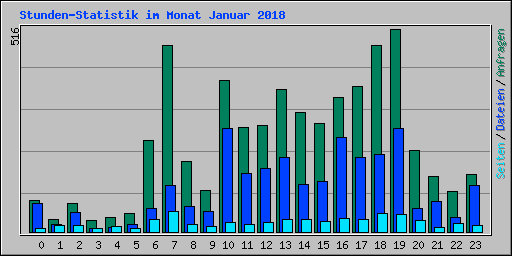 Stunden-Statistik im Monat Januar 2018
516
Seiten / Dateien / Anfragen
0 1 2 3 4 5 6 7 8 9 10 11 12 13 14 15 16 17 18 19 20 21 22 23